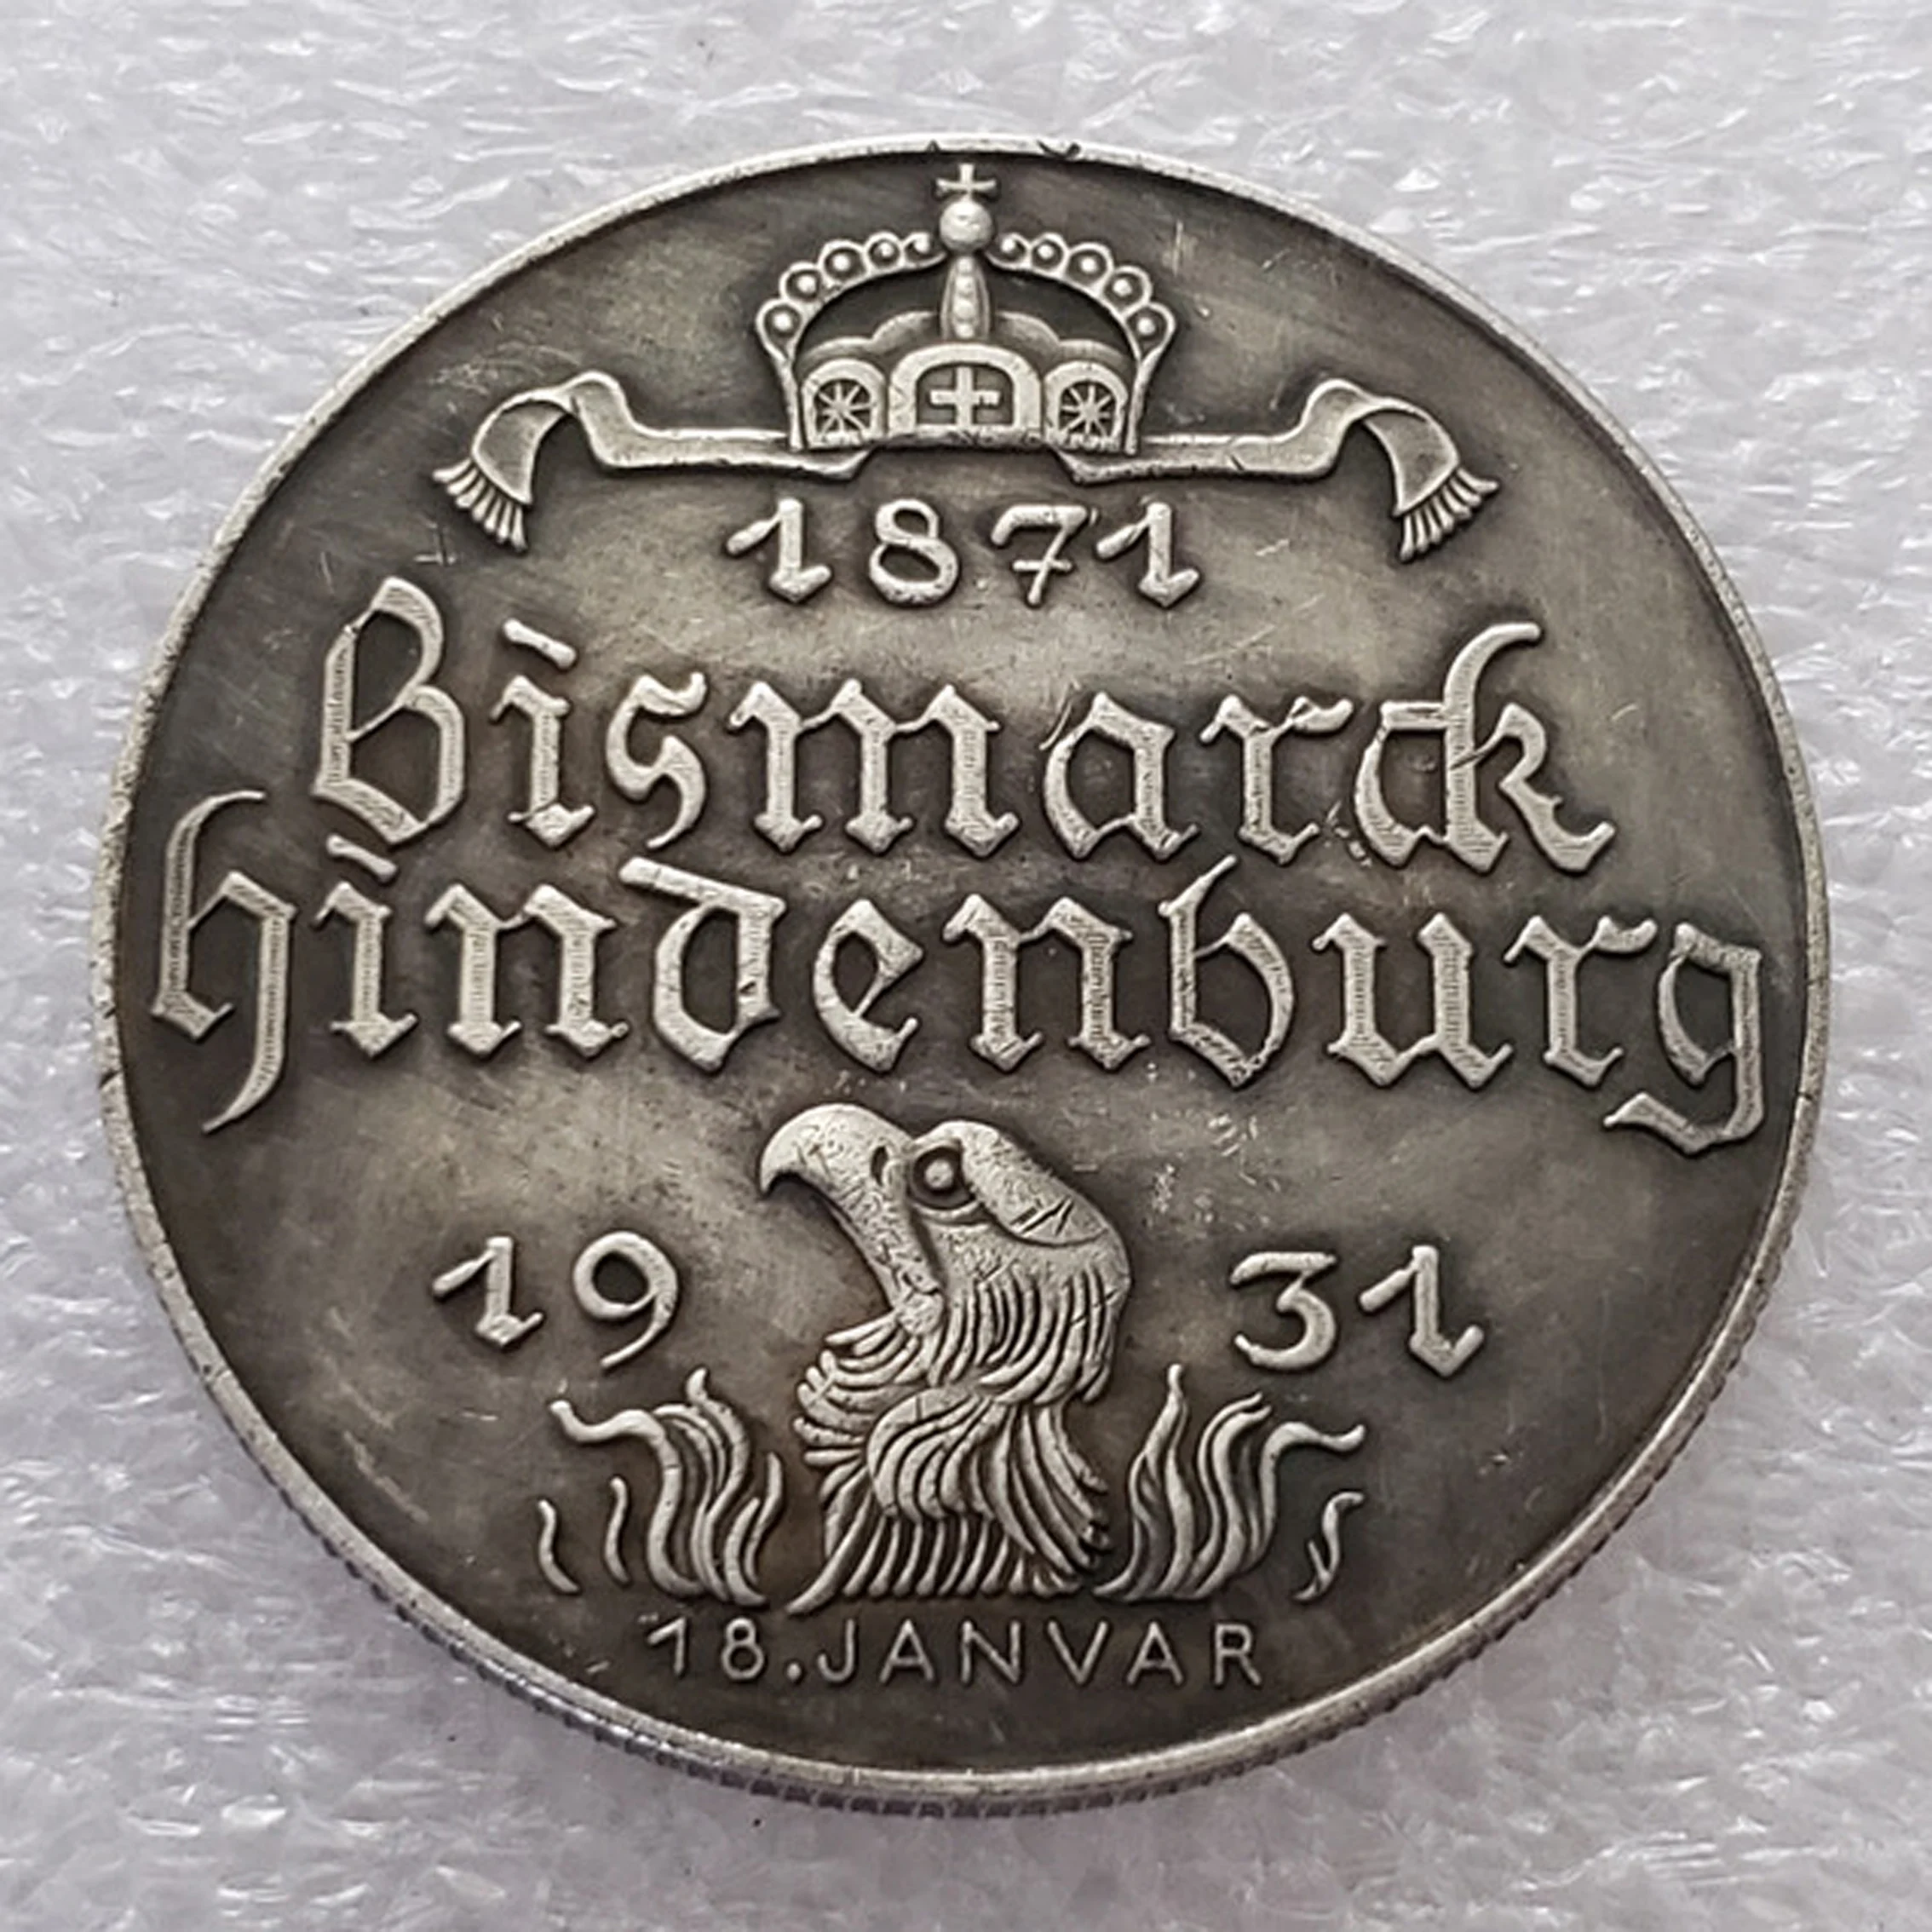 1871
Bismarck
Hindenburg
19 31
18. JANVAR